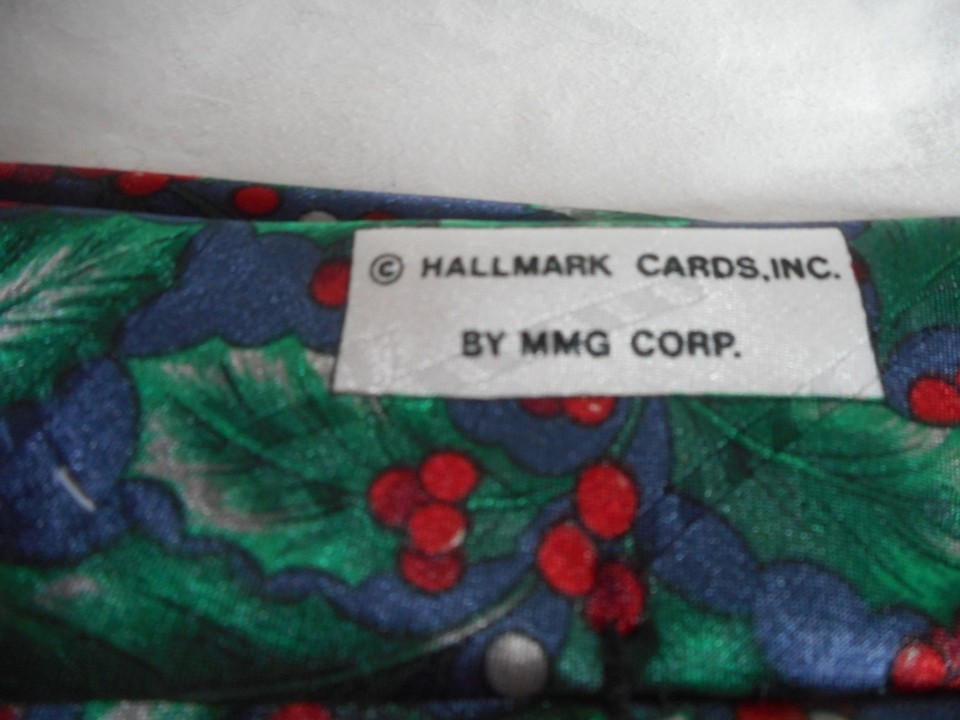 © HALLMARK CARDS,INC.
BY MMG CORP.